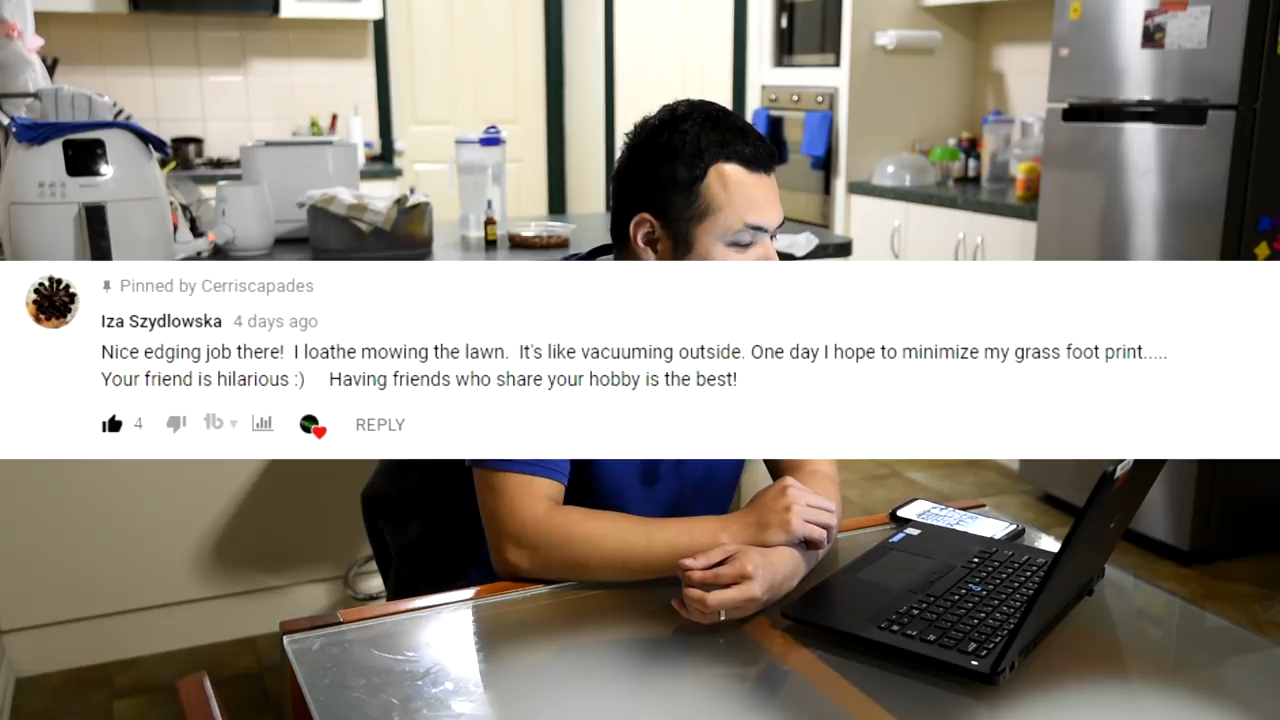 Pinned by Cerriscapades
Iza Szydlowska 4 days ago
Nice edging job there! I loathe mowing the lawn. It's like vacuuming outside. One day I hope to minimize my grass foot print.....
Your friend is hilarious :) Having friends who share your hobby is the best!
4 REPLY